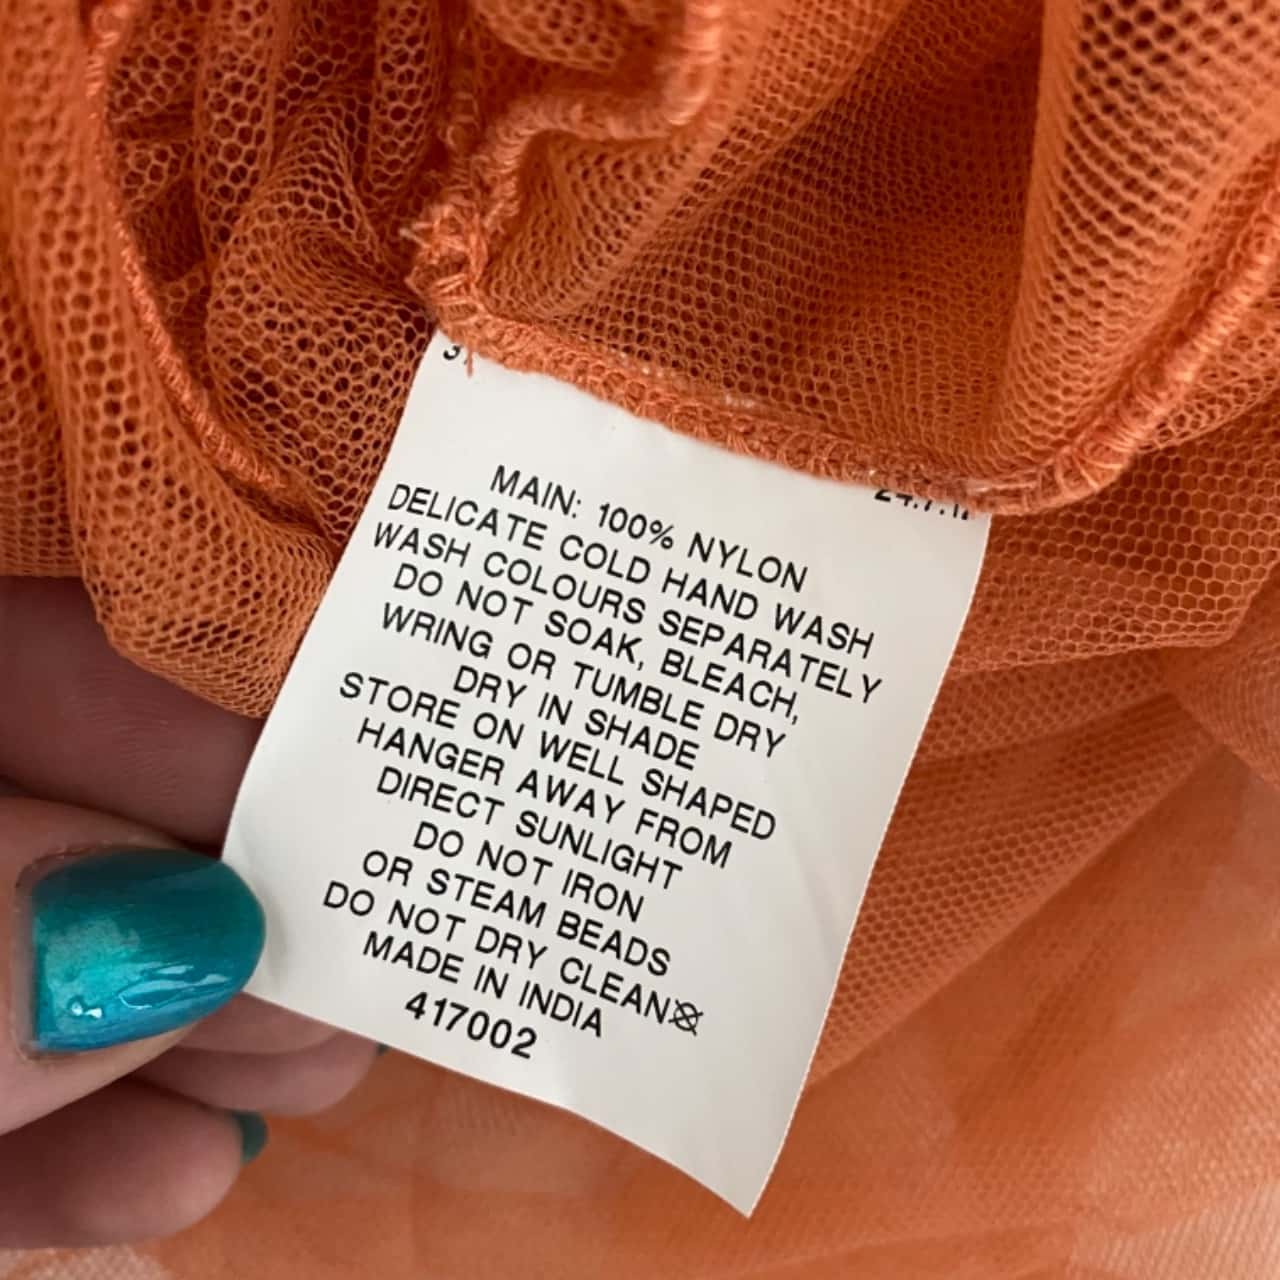 MAIN: 100% NYLON
DELICATE COLD HAND WASH
WASH COLOURS SEPARATELY
DO NOT SOAK, BLEACH,
WRING OR TUMBLE DRY
DRY IN SHADE
STORE ON WELL SHAPED
HANGER AWAY FROM
DIRECT SUNLIGHT
DO NOT IRON
OR STEAM BEADS
DO NOT DRY CLEAN
MADE IN INDIA
417002